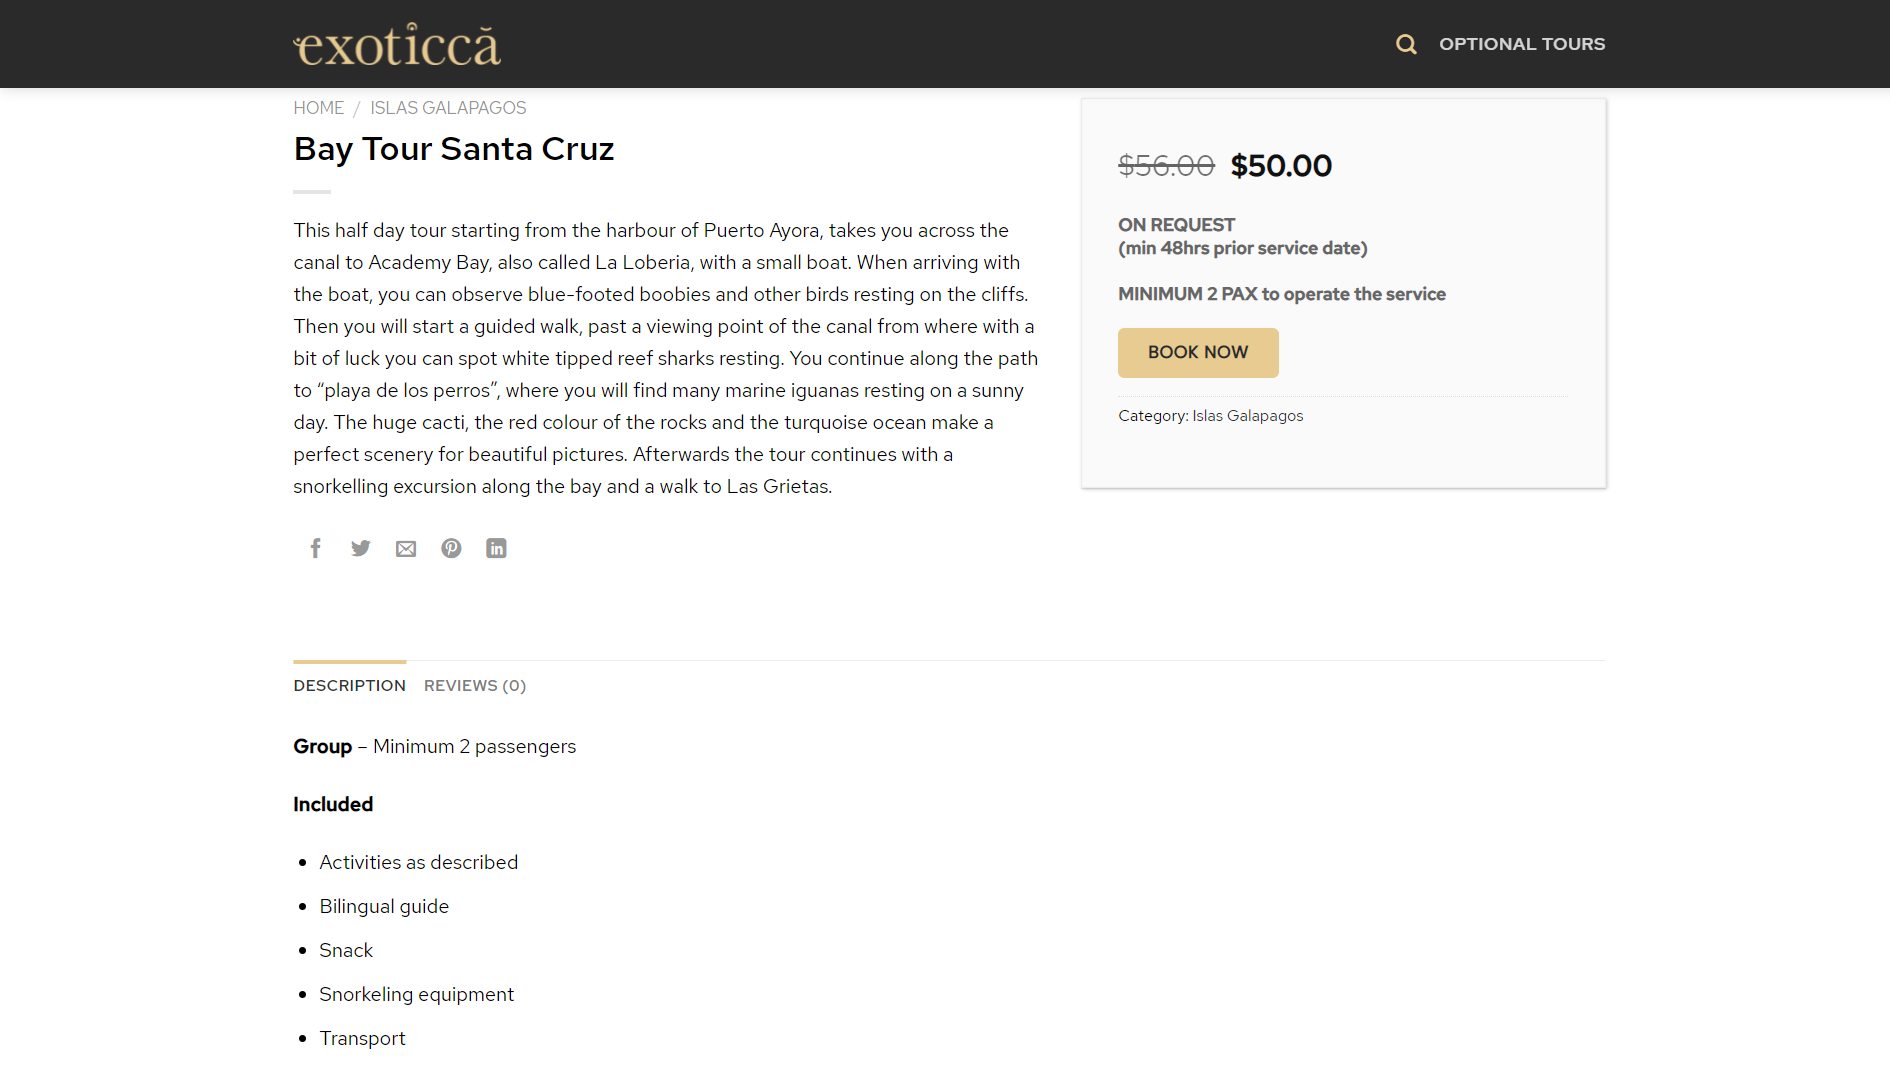 exoticcă
OPTIONAL TOURS
HOME / ISLAS GALAPAGOS
Bay Tour Santa Cruz
This half day tour starting from the harbour of Puerto Ayora, takes you across the
canal to Academy Bay, also called La Loberia, with a small boat. When arriving with
the boat, you can observe blue-footed boobies and other birds resting on the cliffs.
Then you will start a guided walk, past a viewing point of the canal from where with a
bit of luck you can spot white tipped reef sharks resting. You continue along the path
to “playa de los perros”, where you will find many marine iguanas resting on a sunny
day. The huge cacti, the red colour of the rocks and the turquoise ocean make a
perfect scenery for beautiful pictures. Afterwards the tour continues with a
snorkelling excursion along the bay and a walk to Las Grietas.
$56.00 $50.00
ON REQUEST
(min 48hrs prior service date)
MINIMUM 2 PAX to operate the service
BOOK NOW
Category: Islas Galapagos
DESCRIPTION REVIEWS (0)
Group – Minimum 2 passengers
Included
• Activities as described
• Bilingual guide
• Snack
• Snorkeling equipment
• Transport